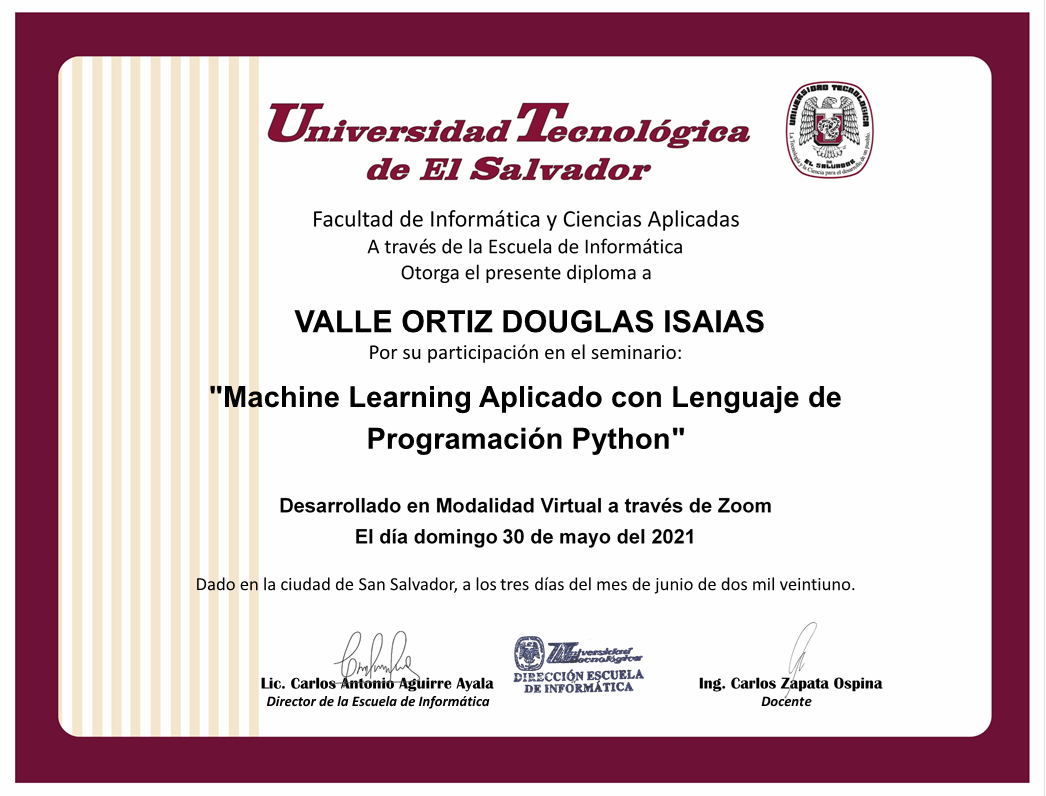 Universidad Tecnológica
de El Salvador
UNIVERSIDAD TECNOLOGICA
DE
EL SALVADOR
La Tecnología y la Ciencia para el desarrollo de un pueblo.
Facultad de Informática y Ciencias Aplicadas
A través de la Escuela de Informática
Otorga el presente diploma a
VALLE ORTIZ DOUGLAS ISAIAS
Por su participación en el seminario:
"Machine Learning Aplicado con Lenguaje de
Programación Python"
Desarrollado en Modalidad Virtual a través de Zoom
El día domingo 30 de mayo del 2021
Dado en la ciudad de San Salvador, a los tres días del mes de junio de dos mil veintiuno.
Universidad
Tecnológica
DIRECCIÓN ESCUELA
DE INFORMÁTICA
Lic. Carlos Antonio Aguirre Ayala
Director de la Escuela de Informática
Ing. Carlos Zapata Ospina
Docente